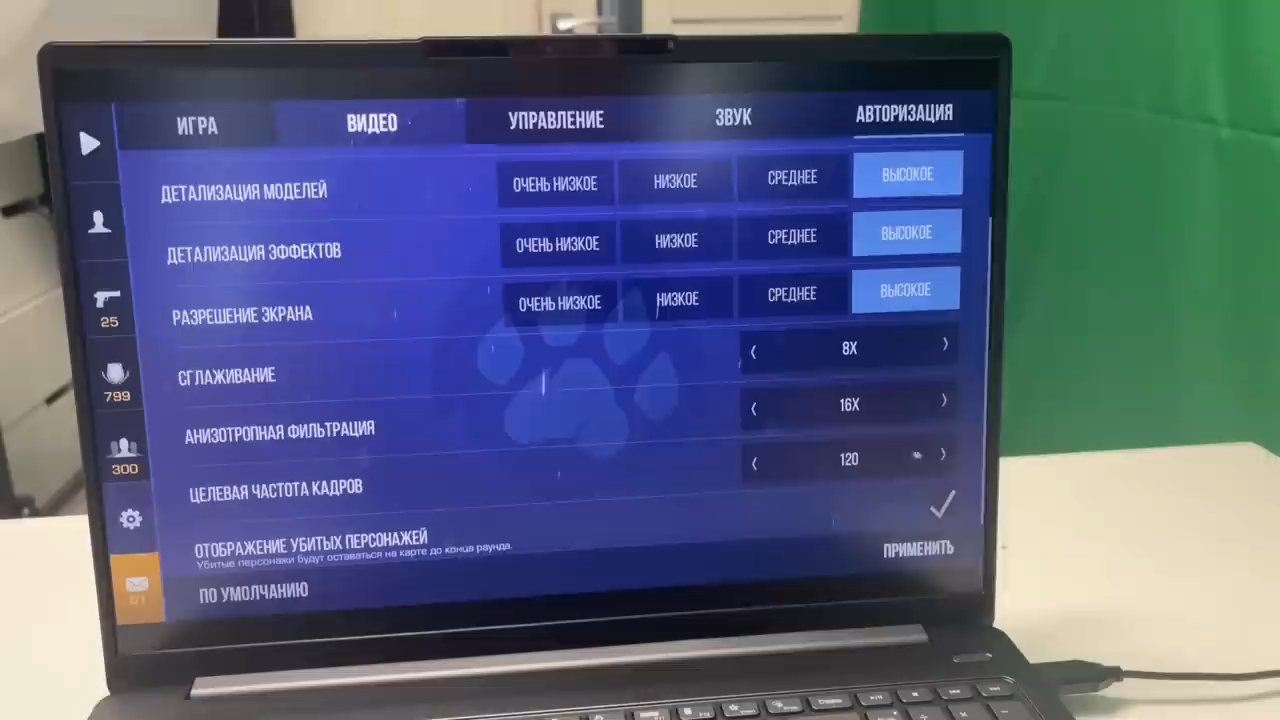 ИГРА ВИДЕО УПРАВЛЕНИЕ ЗВУК АВТОРИЗАЦИЯ
ДЕТАЛИЗАЦИЯ МОДЕЛЕЙ ОЧЕНЬ НИЗКОЕ НИЗКОЕ СРЕДНЕЕ ВЫСОКОЕ
ДЕТАЛИЗАЦИЯ ЭФФЕКТОВ ОЧЕНЬ НИЗКОЕ НИЗКОЕ СРЕДНЕЕ ВЫСОКОЕ
РАЗРЕШЕНИЕ ЭКРАНА ОЧЕНЬ НИЗКОЕ НИЗКОЕ СРЕДНЕЕ ВЫСОКОЕ
25
СГЛАЖИВАНИЕ 8X
799
АНИЗОТРОПНАЯ ФИЛЬТРАЦИЯ 16X
300
ЦЕЛЕВАЯ ЧАСТОТА КАДРОВ 120
ОТОБРАЖЕНИЕ УБИТЫХ ПЕРСОНАЖЕЙ
Убитые персонажи будут оставаться на карте до конца раунда.
ПО УМОЛЧАНИЮ ПРИМЕНИТЬ